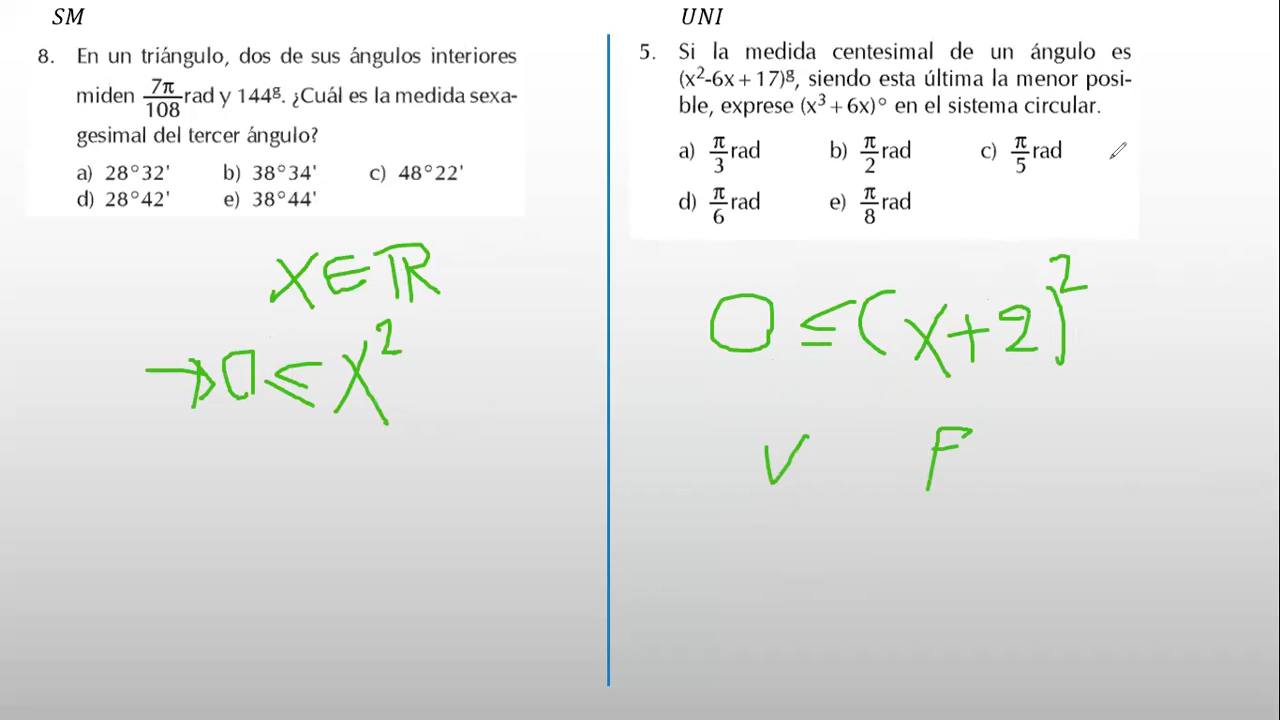 SM
8. En un triángulo, dos de sus ángulos interiores
miden 7π/108 rad y 144ᵍ. ¿Cuál es la medida sexa-
gesimal del tercer ángulo?
a) 28°32' b) 38°34' c) 48°22'
d) 28°42' e) 38°44'
X∈ℝ
→0≤X²
UNI
5. Si la medida centesimal de un ángulo es
(x²-6x+17)ᵍ, siendo esta última la menor posi-
ble, exprese (x³+6x)° en el sistema circular.
a) π/3 rad b) π/2 rad c) π/5 rad
d) π/6 rad e) π/8 rad
0≤(X+2)²
V F